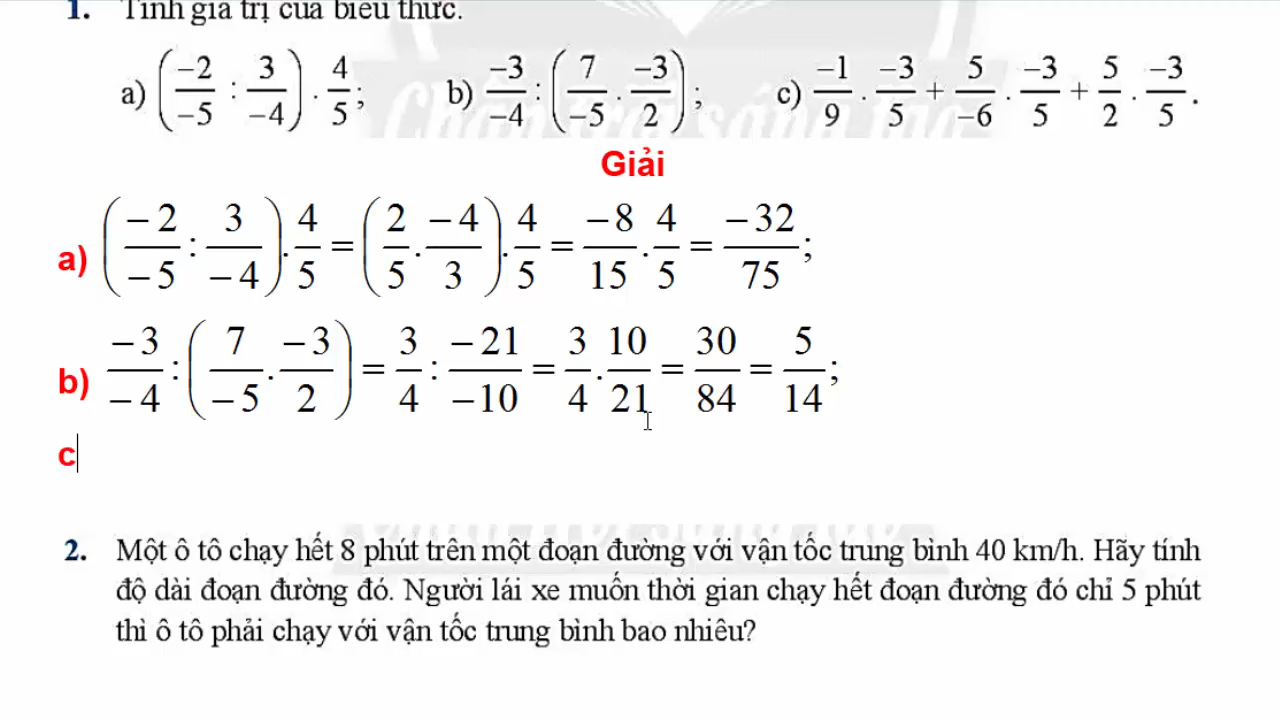 1. Tính giá trị của biểu thức.
a) (-2/-5 : 3/-4) . 4/5; b) -3/-4 : (7/-5 . -3/2); c) -1/9 . -3/5 + 5/-6 . -3/5 + 5/2 . -3/5.
Giải
a) (-2/-5 : 3/-4) . 4/5 = (2/5 . -4/3) . 4/5 = -8/15 . 4/5 = -32/75;
b) -3/-4 : (7/-5 . -3/2) = 3/4 : -21/-10 = 3/4 . 10/21 = 30/84 = 5/14;
c
2. Một ô tô chạy hết 8 phút trên một đoạn đường với vận tốc trung bình 40 km/h. Hãy tính
độ dài đoạn đường đó. Người lái xe muốn thời gian chạy hết đoạn đường đó chỉ 5 phút
thì ô tô phải chạy với vận tốc trung bình bao nhiêu?